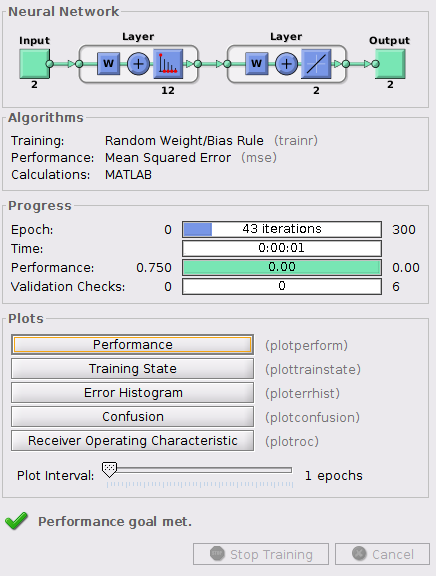 Neural Network
Input Layer Layer Output
W + W +
2 12 2 2
Algorithms
Training: Random Weight/Bias Rule (trainr)
Performance: Mean Squared Error (mse)
Calculations: MATLAB
Progress
Epoch: 0 43 iterations 300
Time: 0:00:01
Performance: 0.750 0.00 0.00
Validation Checks: 0 0 6
Plots
Performance (plotperform)
Training State (plottrainstate)
Error Histogram (ploterrhist)
Confusion (plotconfusion)
Receiver Operating Characteristic (plotroc)
Plot Interval: 1 epochs
Performance goal met.
Stop Training Cancel